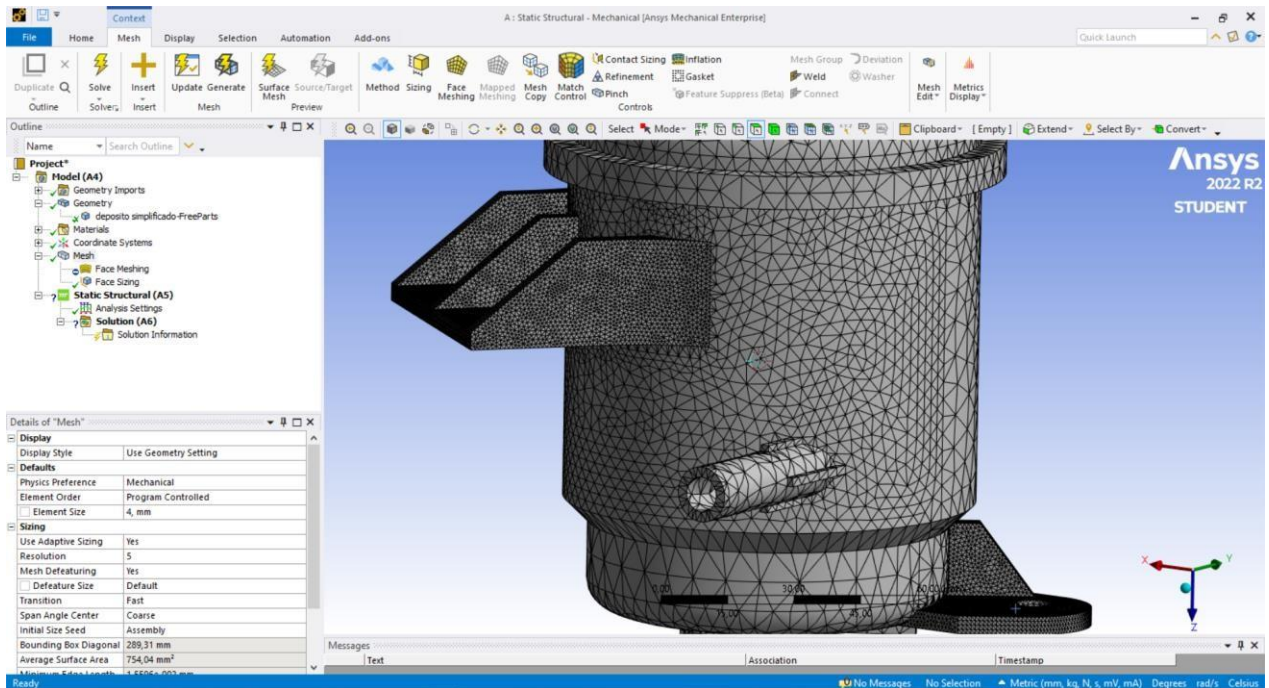 Context
A : Static Structural - Mechanical [Ansys Mechanical Enterprise]
File Home Mesh Display Selection Automation Add-ons
Quick Launch
Duplicate Q Solve Insert Update Generate Surface Mesh Source/Target Method Sizing Face Meshing Mapped Meshing Mesh Copy Match Control
Contact Sizing Inflation Mesh Group Deviation
Refinement Gasket Weld Washer
Pinch Feature Suppress (Beta) Connect
Mesh Edit Metrics Display
Outline Solver Insert Mesh Preview Controls
Outline
Name Search Outline
Select Mode Clipboard [ Empty ] Extend Select By Convert
Project*
Model (A4)
Geometry Imports
Geometry
deposito simplificado-FreeParts
Materials
Coordinate Systems
Mesh
Face Meshing
Face Sizing
Static Structural (A5)
Analysis Settings
Solution (A6)
Solution Information
Ansys
2022 R2
STUDENT
Details of "Mesh"
Display
Display Style Use Geometry Setting
Defaults
Physics Preference Mechanical
Element Order Program Controlled
Element Size 4, mm
Sizing
Use Adaptive Sizing Yes
Resolution 5
Mesh Defeaturing Yes
Defeature Size Default
Transition Fast
Span Angle Center Coarse
Initial Size Seed Assembly
Bounding Box Diagonal 289,31 mm
Average Surface Area 754,04 mm²
0,00 30,00 60,00
15,00 45,00
X Y
Z
Messages
Text Association Timestamp
Ready No Messages No Selection Metric (mm, kg, N, s, mV, mA) Degrees rad/s Celsius